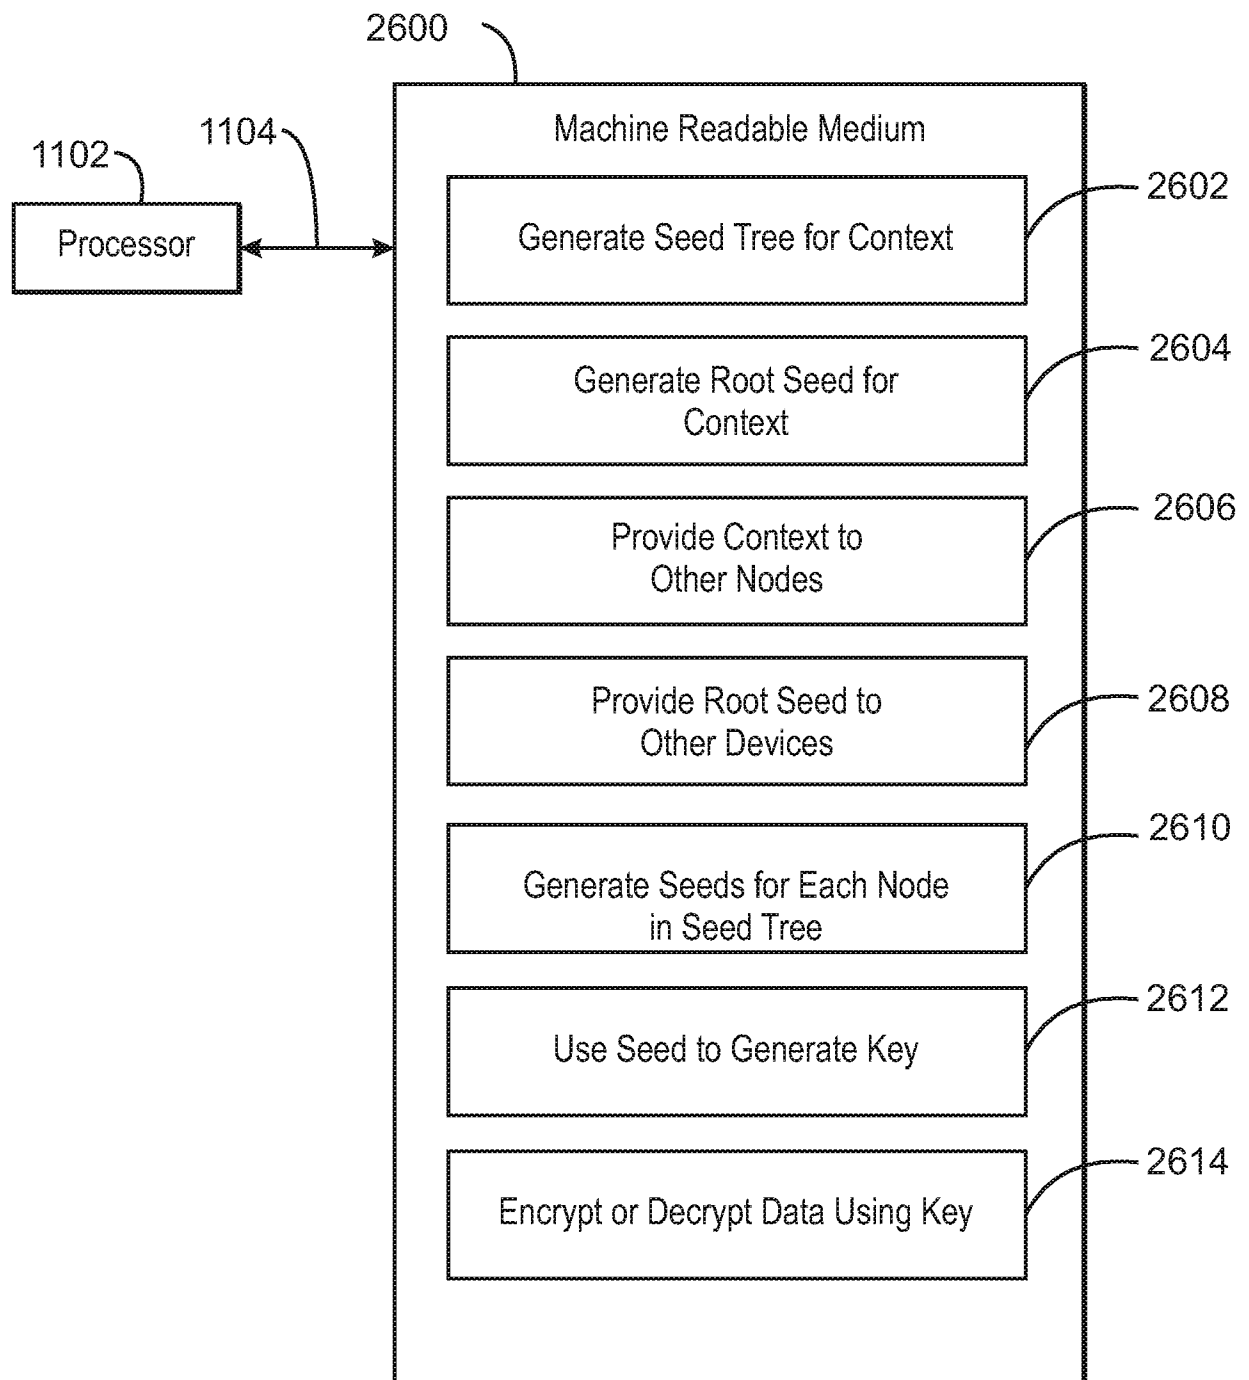 2600
Machine Readable Medium
1104
1102
Processor
2602
Generate Seed Tree for Context
2604
Generate Root Seed for
Context
2606
Provide Context to
Other Nodes
2608
Provide Root Seed to
Other Devices
2610
Generate Seeds for Each Node
in Seed Tree
2612
Use Seed to Generate Key
2614
Encrypt or Decrypt Data Using Key